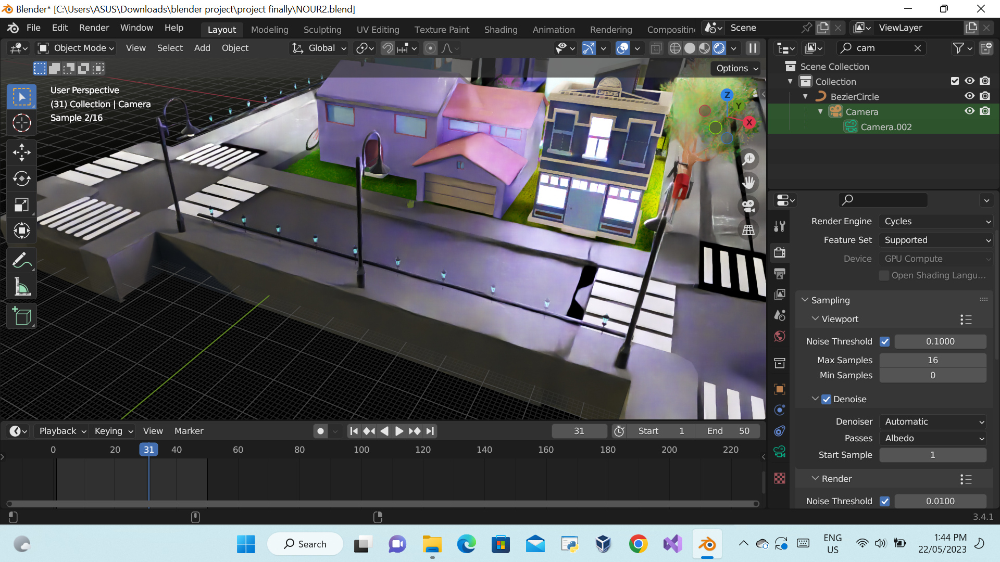 Blender* [C:\Users\ASUS\Downloads\blender project\project finally\NOUR2.blend]
File Edit Render Window Help
Layout Modeling Sculpting UV Editing Texture Paint Shading Animation Rendering Compositing
Scene
ViewLayer
Object Mode View Select Add Object
Global
cam
Options
User Perspective
(31) Collection | Camera
Sample 2/16
Z
Y
X
Scene Collection
Collection
BezierCircle
Camera
Camera.002
Render Engine Cycles
Feature Set Supported
Device GPU Compute
Open Shading Langu...
Sampling
Viewport
Noise Threshold 0.1000
Max Samples 16
Min Samples 0
Denoise
Denoiser Automatic
Passes Albedo
Start Sample 1
Render
Noise Threshold 0.0100
Playback Keying View Marker
31
Start 1
End 50
0 20 31 40 60 80 100 120 140 160 180 200 220
3.4.1
Search
ENG
US
1:44 PM
22/05/2023